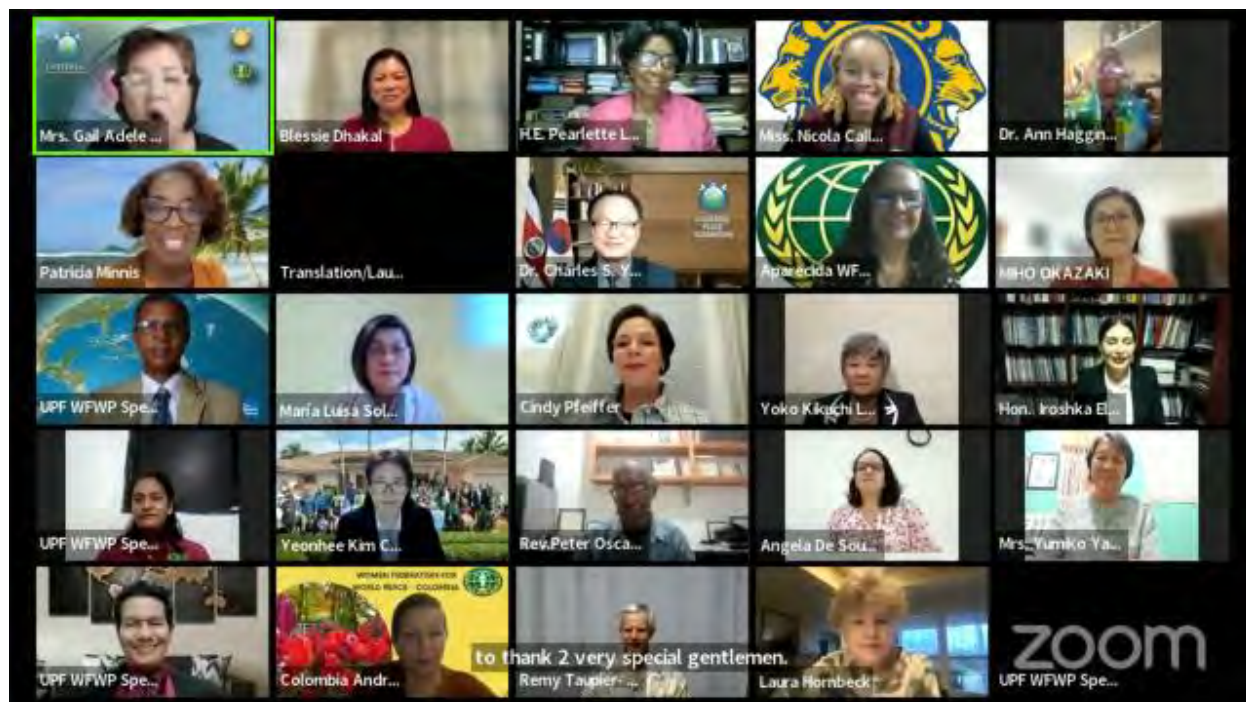 Mrs. Gail Adele ...
Blessie Dhakal
H.E. Pearlette L...
Miss. Nicola Call...
Dr. Ann Haggin...
Patricia Minnis
Translation/Lau...
Dr. Charles S. Y...
Aparecida WF...
MIHO OKAZAKI
UPF WFWP Spe...
María Luisa Sol...
Cindy Pfeiffer
Yoko Kikuchi L...
Hon. Iroshka El...
UPF WFWP Spe...
Yeonhee Kim C...
Rev.Peter Osca...
Angela De Sou...
Mrs. Yumiko Ya...
WOMEN FEDERATION FOR
WORLD PEACE - COLOMBIA
to thank 2 very special gentlemen.
zoom
UPF WFWP Spe...
Colombia Andr...
Remy Taupier- ...
Laura Hornbeck
UPF WFWP Spe...